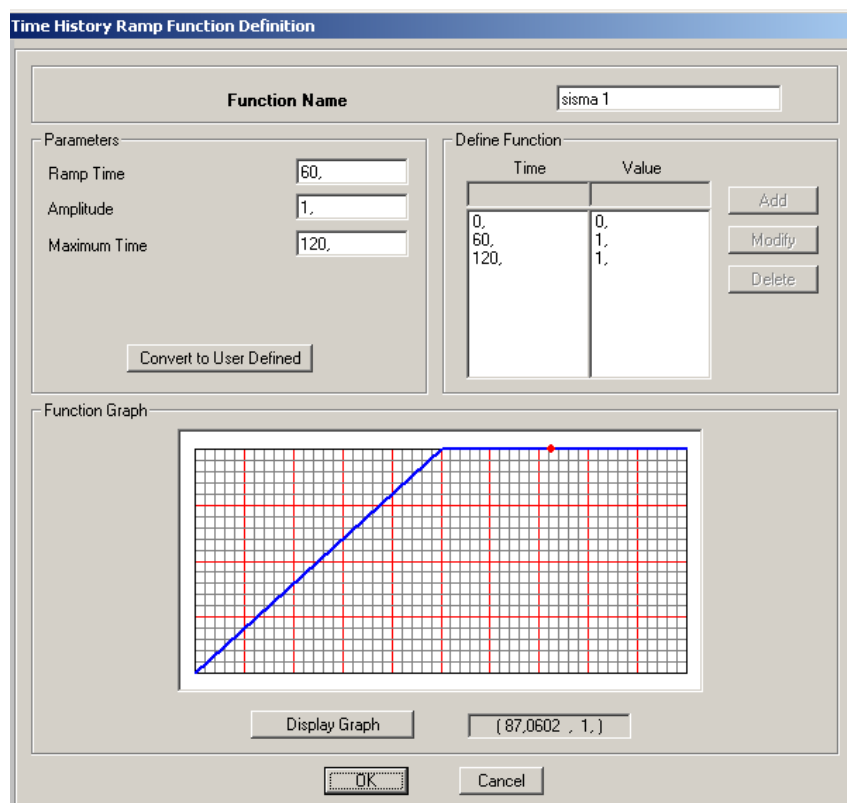 Time History Ramp Function Definition
Function Name
sisma 1
Parameters
Ramp Time
60,
Amplitude
1,
Maximum Time
120,
Convert to User Defined
Define Function
Time Value
0, 0,
60, 1,
120, 1,
Add
Modify
Delete
Function Graph
Display Graph
( 87,0602 , 1, )
OK
Cancel